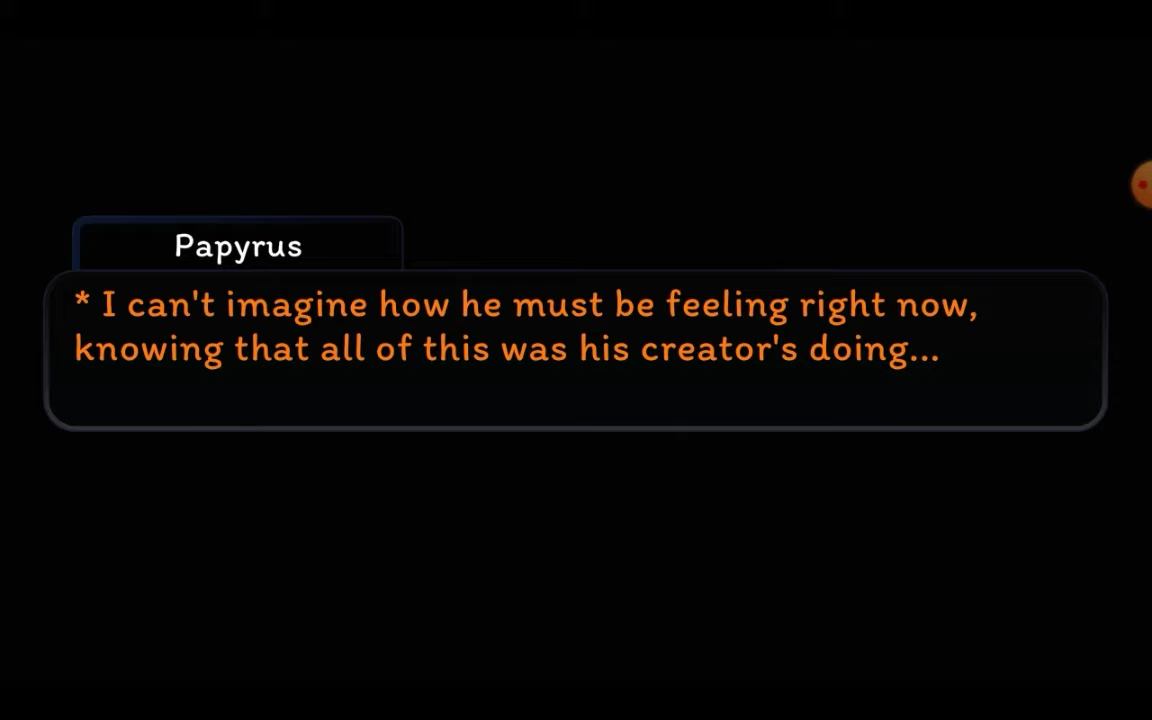 Papyrus
* I can't imagine how he must be feeling right now,
knowing that all of this was his creator's doing...